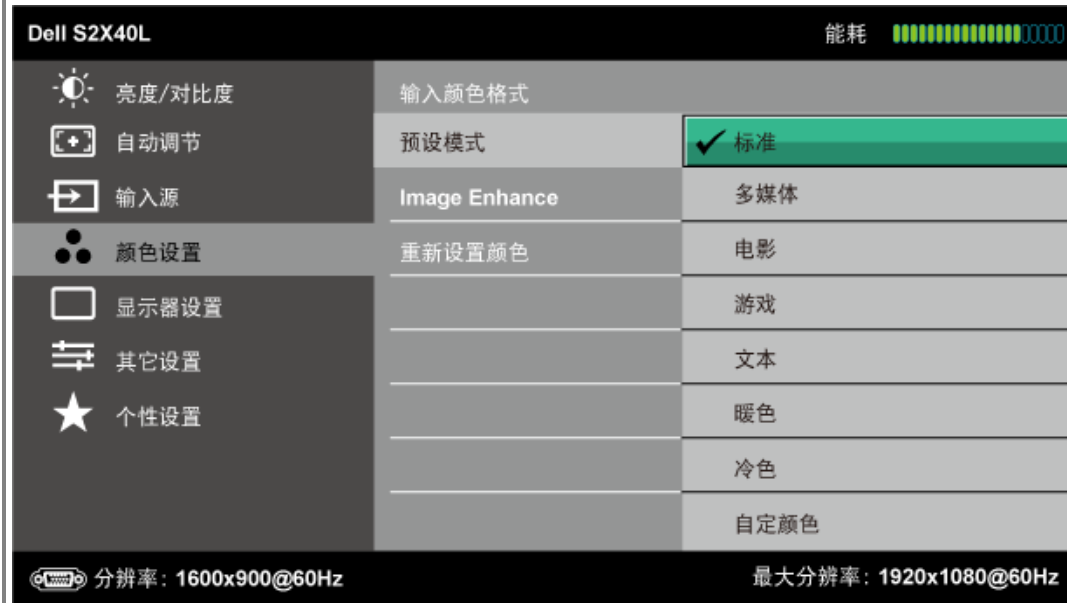 Dell S2X40L
能耗
亮度/对比度
自动调节
输入源
颜色设置
显示器设置
其它设置
个性设置
输入颜色格式
预设模式
Image Enhance
重新设置颜色
标准
多媒体
电影
游戏
文本
暖色
冷色
自定颜色
分辨率: 1600x900@60Hz
最大分辨率: 1920x1080@60Hz